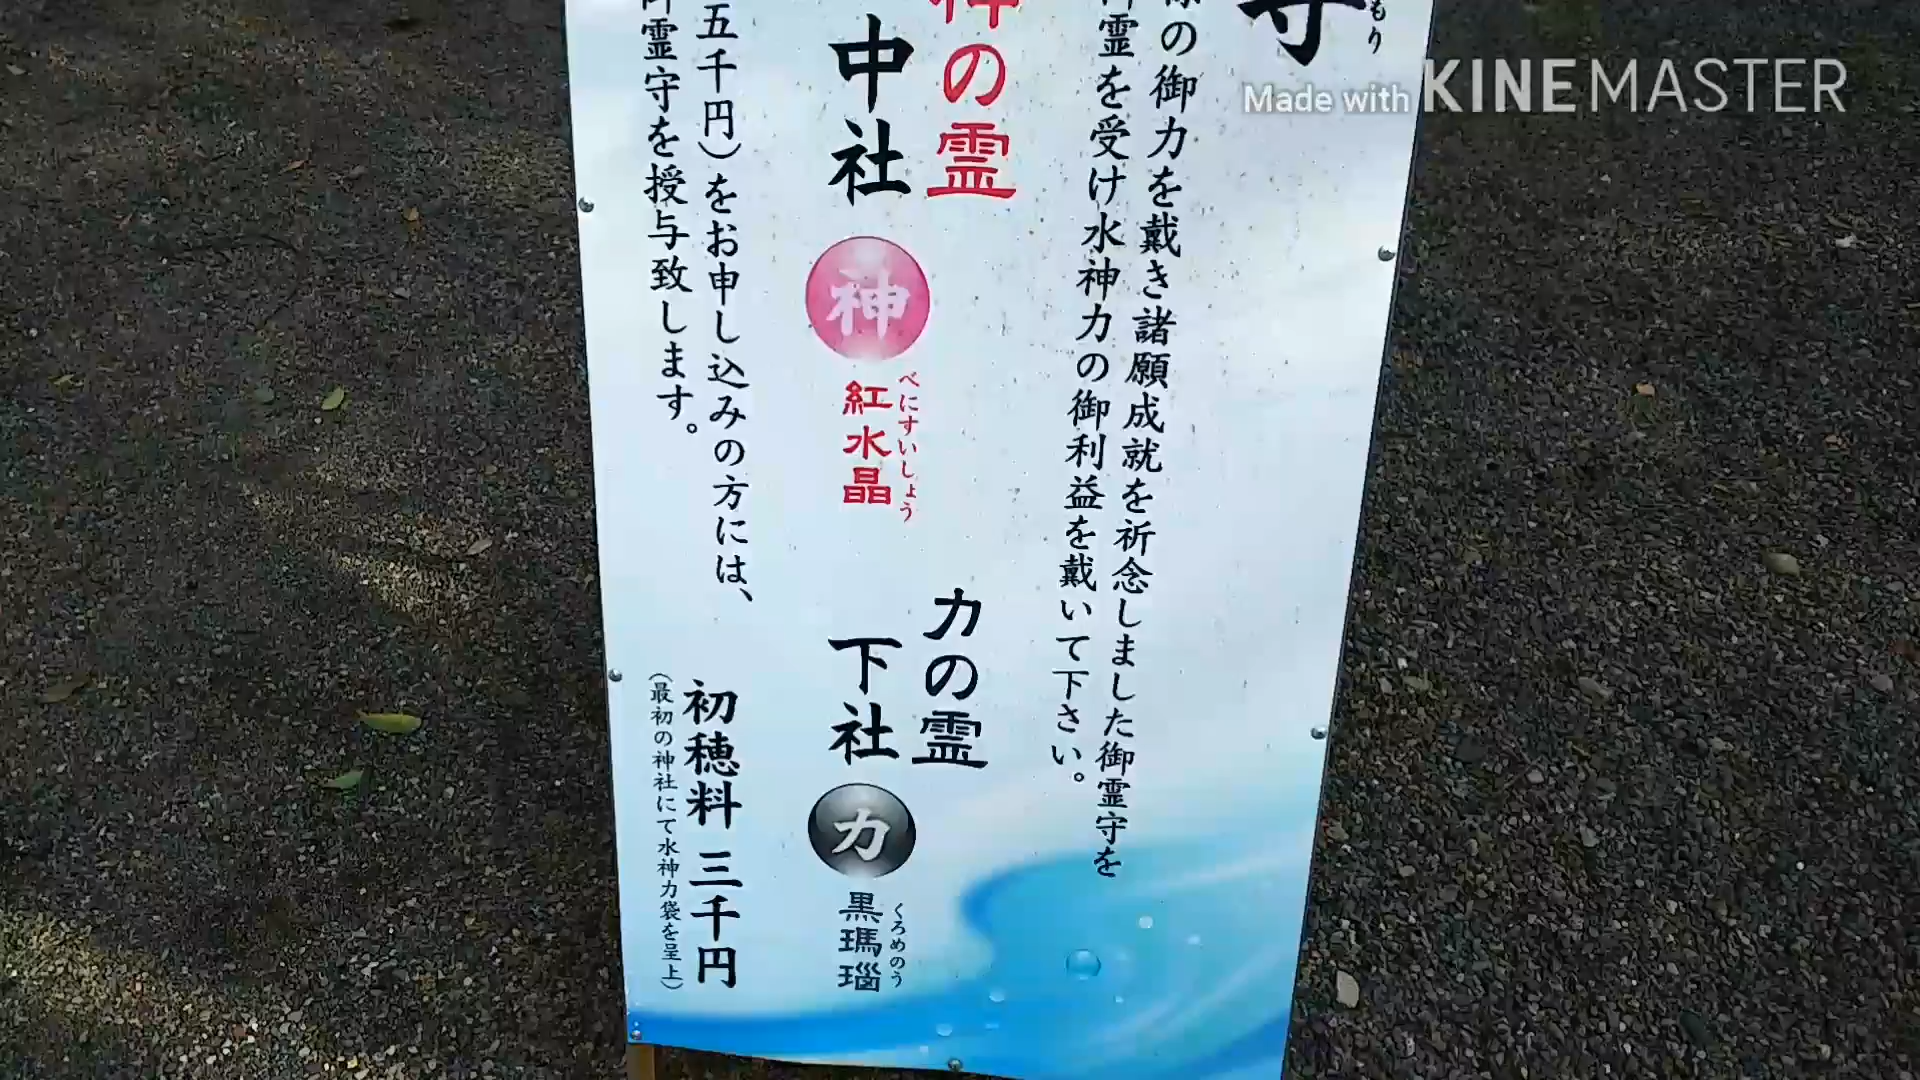 Made with KINEMASTER
もり
守
の御力を戴き諸願成就を祈念しました御霊守を
御霊を受け水神力の御利益を戴いて下さい。
神の霊
中社
神
べにすいしょう
紅水晶
力の霊
下社
力
くろめのう
黒瑪瑙
五千円)をお申し込みの方には、
御霊守を授与致します。
初穂料 三千円
(最初の神社にて水神力袋を呈上)